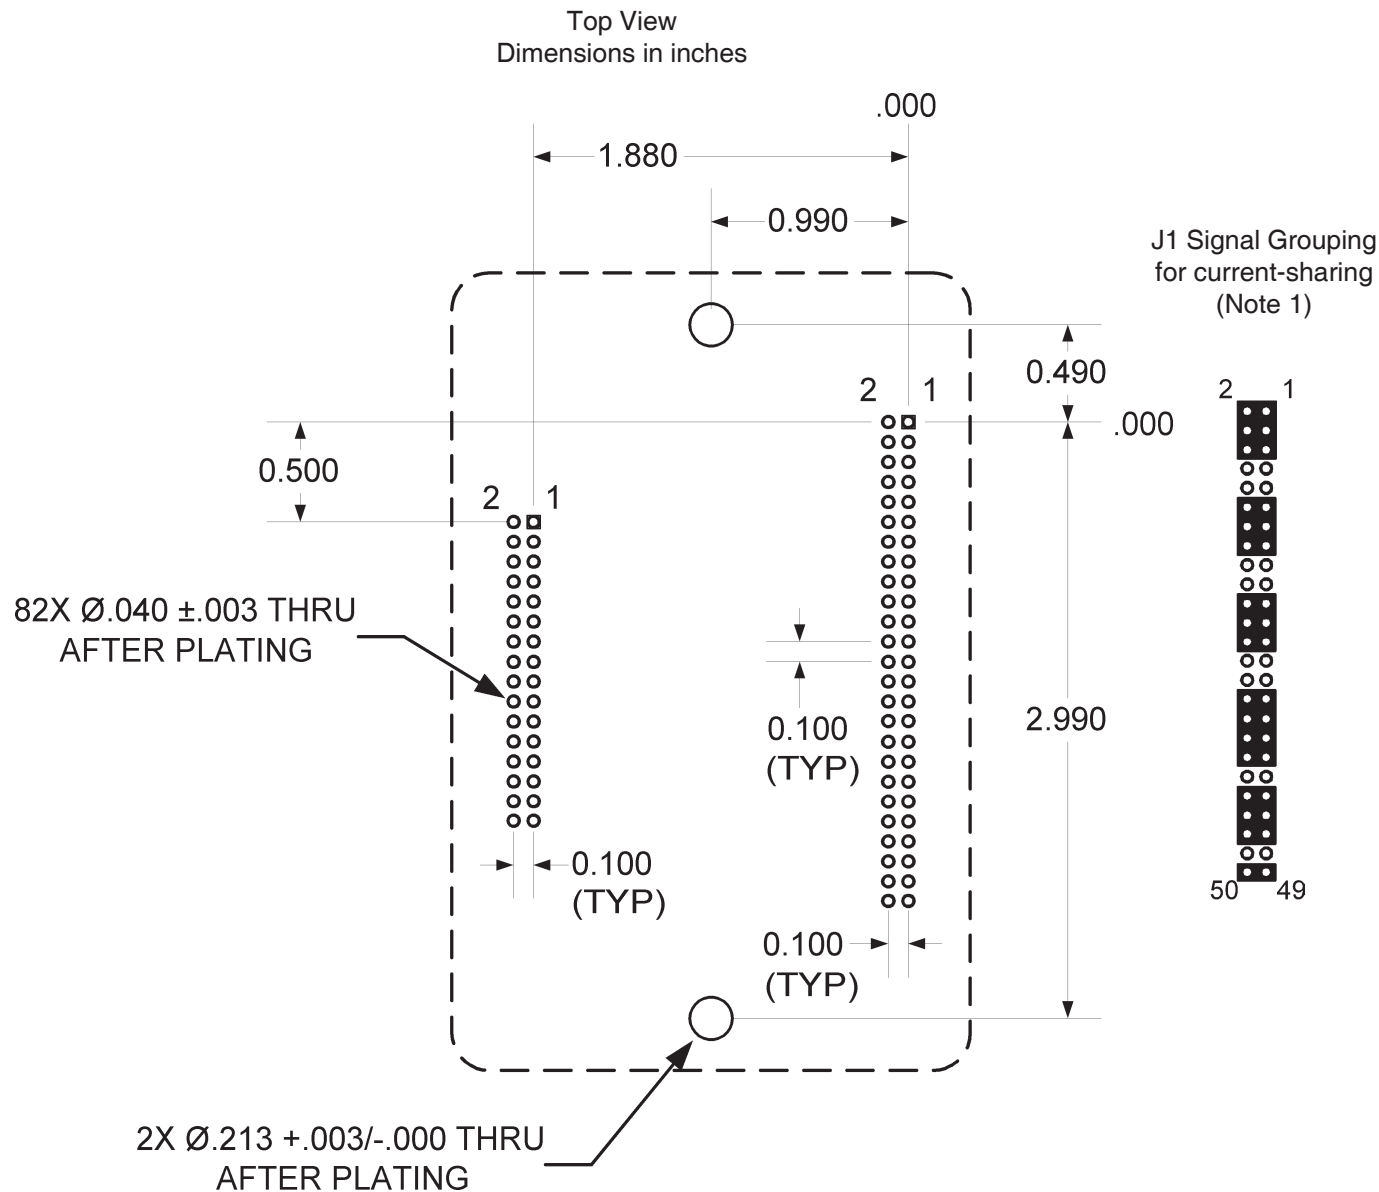 Top View
Dimensions in inches
.000
1.880
0.990
J1 Signal Grouping
for current-sharing
(Note 1)
0.490
2 1
2 1
.000
0.500
2 1
82X Ø.040 ±.003 THRU
AFTER PLATING
0.100
(TYP)
2.990
0.100
(TYP)
50 49
0.100
(TYP)
2X Ø.213 +.003/-.000 THRU
AFTER PLATING